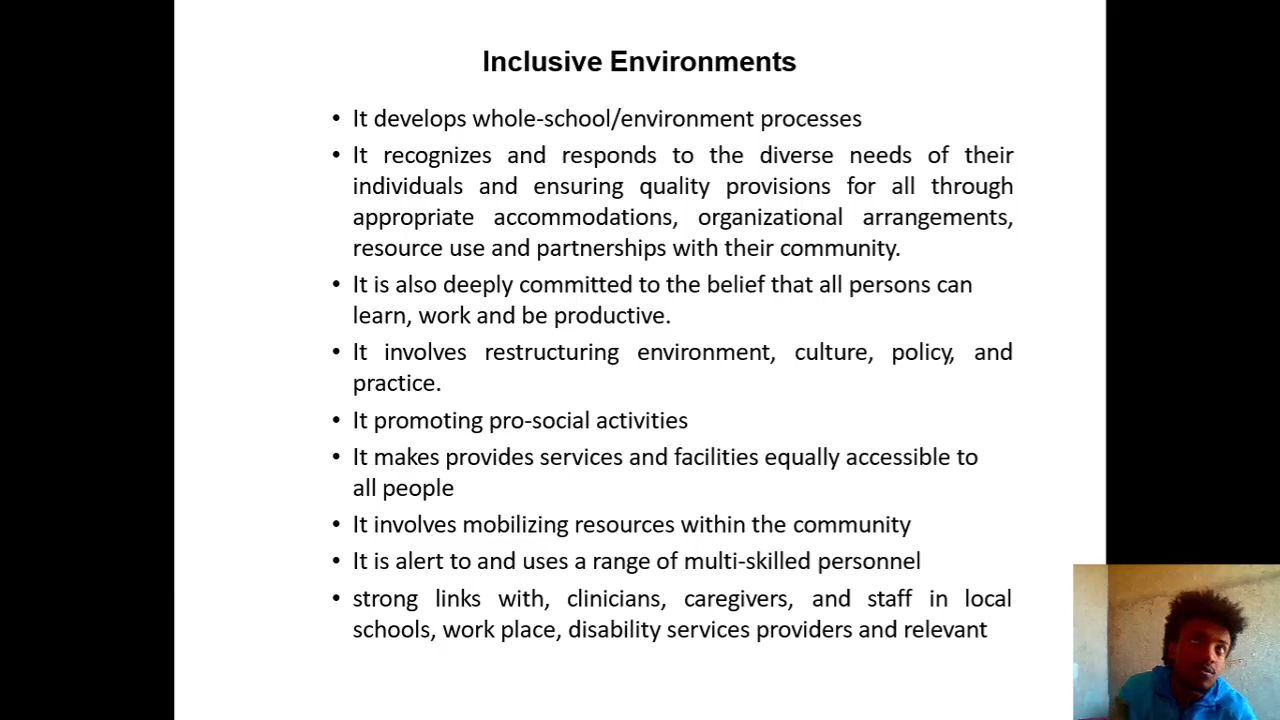 Inclusive Environments
• It develops whole-school/environment processes
• It recognizes and responds to the diverse needs of their
individuals and ensuring quality provisions for all through
appropriate accommodations, organizational arrangements,
resource use and partnerships with their community.
• It is also deeply committed to the belief that all persons can
learn, work and be productive.
• It involves restructuring environment, culture, policy, and
practice.
• It promoting pro-social activities
• It makes provides services and facilities equally accessible to
all people
• It involves mobilizing resources within the community
• It is alert to and uses a range of multi-skilled personnel
• strong links with, clinicians, caregivers, and staff in local
schools, work place, disability services providers and relevant